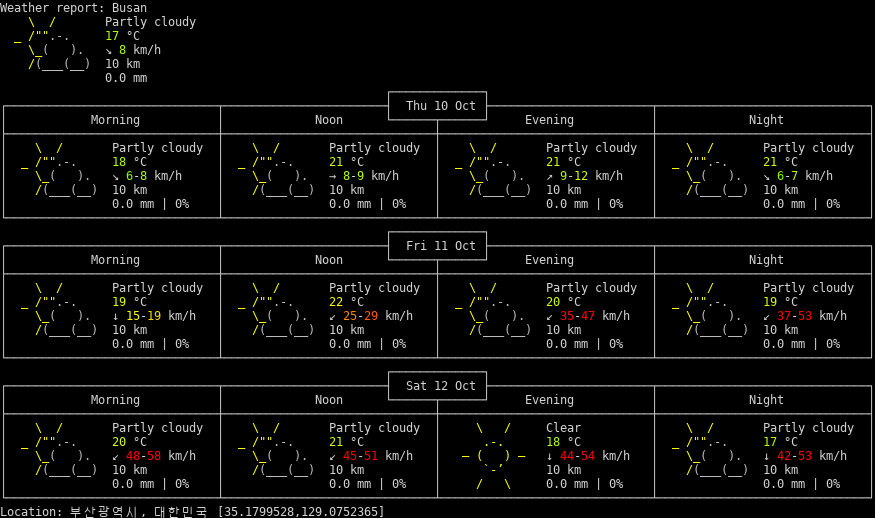 Weather report: Busan
Partly cloudy
17 °C
↘ 8 km/h
10 km
0.0 mm
Thu 10 Oct
Morning Noon Evening Night
Partly cloudy Partly cloudy Partly cloudy Partly cloudy
18 °C 21 °C 21 °C 21 °C
↘ 6-8 km/h → 8-9 km/h ↗ 9-12 km/h ↘ 6-7 km/h
10 km 10 km 10 km 10 km
0.0 mm | 0% 0.0 mm | 0% 0.0 mm | 0% 0.0 mm | 0%
Fri 11 Oct
Morning Noon Evening Night
Partly cloudy Partly cloudy Partly cloudy Partly cloudy
19 °C 22 °C 20 °C 19 °C
↓ 15-19 km/h ↙ 25-29 km/h ↙ 35-47 km/h ↙ 37-53 km/h
10 km 10 km 10 km 10 km
0.0 mm | 0% 0.0 mm | 0% 0.0 mm | 0% 0.0 mm | 0%
Sat 12 Oct
Morning Noon Evening Night
Partly cloudy Partly cloudy Clear Partly cloudy
20 °C 21 °C 18 °C 17 °C
↙ 48-58 km/h ↙ 45-51 km/h ↓ 44-54 km/h ↓ 42-53 km/h
10 km 10 km 10 km 10 km
0.0 mm | 0% 0.0 mm | 0% 0.0 mm | 0% 0.0 mm | 0%
Location: 부산광역시, 대한민국 [35.1799528,129.0752365]